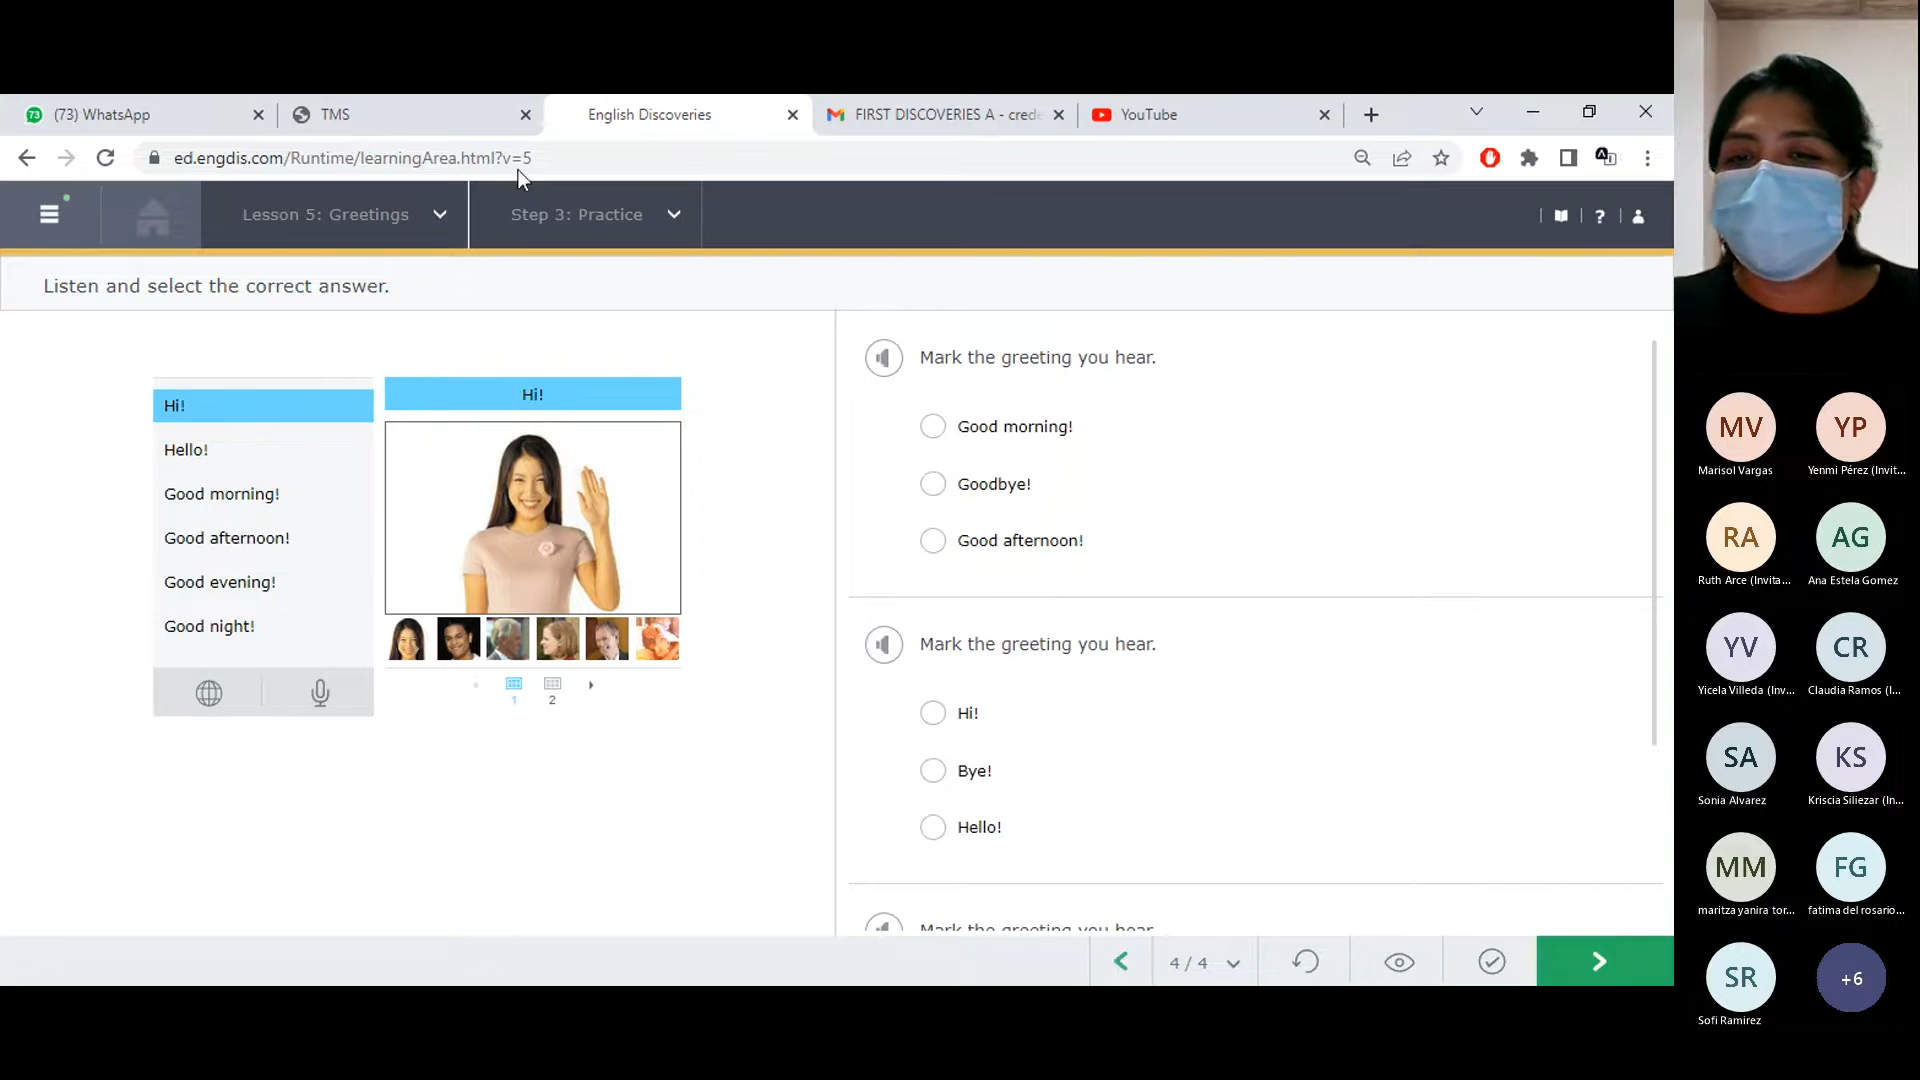 (73) WhatsApp
TMS
English Discoveries
FIRST DISCOVERIES A - crede
YouTube
ed.engdis.com/Runtime/learningArea.html?v=5
Lesson 5: Greetings
Step 3: Practice
?
Listen and select the correct answer.
Hi!
Hello!
Good morning!
Good afternoon!
Good evening!
Good night!
Hi!
1
2
Mark the greeting you hear.
Good morning!
Goodbye!
Good afternoon!
Mark the greeting you hear.
Hi!
Bye!
Hello!
Mark the greeting you hear.
4 / 4
MV
Marisol Vargas
YP
Yenmi Pérez (Invit...
RA
Ruth Arce (Invita...
AG
Ana Estela Gomez
YV
Yicela Villeda (Inv...
CR
Claudia Ramos (I...
SA
Sonia Alvarez
KS
Kriscia Siliezar (In...
MM
maritza yanira tor...
FG
fatima del rosario...
SR
Sofi Ramirez
+6